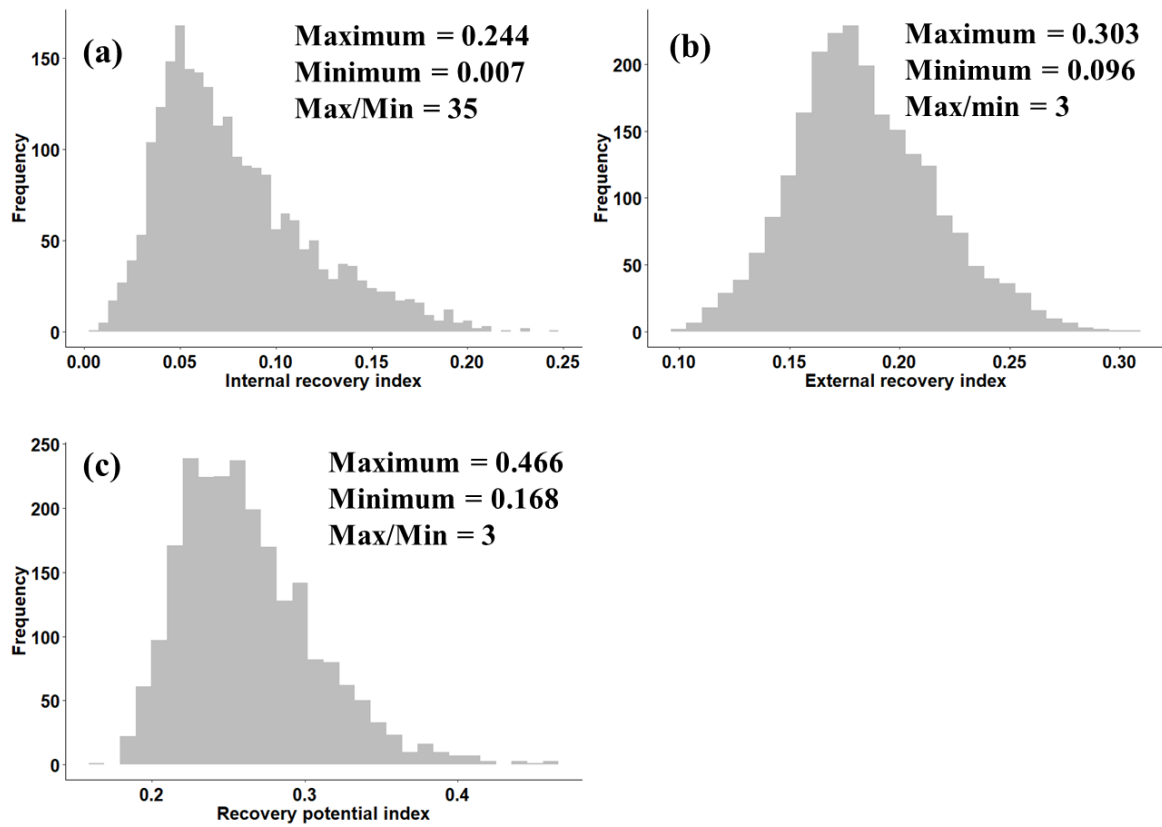 (a)
Maximum = 0.244
Minimum = 0.007
Max/Min = 35
Frequency
150
100
50
0
0.00 0.05 0.10 0.15 0.20 0.25
Internal recovery index
(b)
Maximum = 0.303
Minimum = 0.096
Max/min = 3
Frequency
200
150
100
50
0
0.10 0.15 0.20 0.25 0.30
External recovery index
(c)
Maximum = 0.466
Minimum = 0.168
Max/Min = 3
Frequency
250
200
150
100
50
0
0.2 0.3 0.4
Recovery potential index